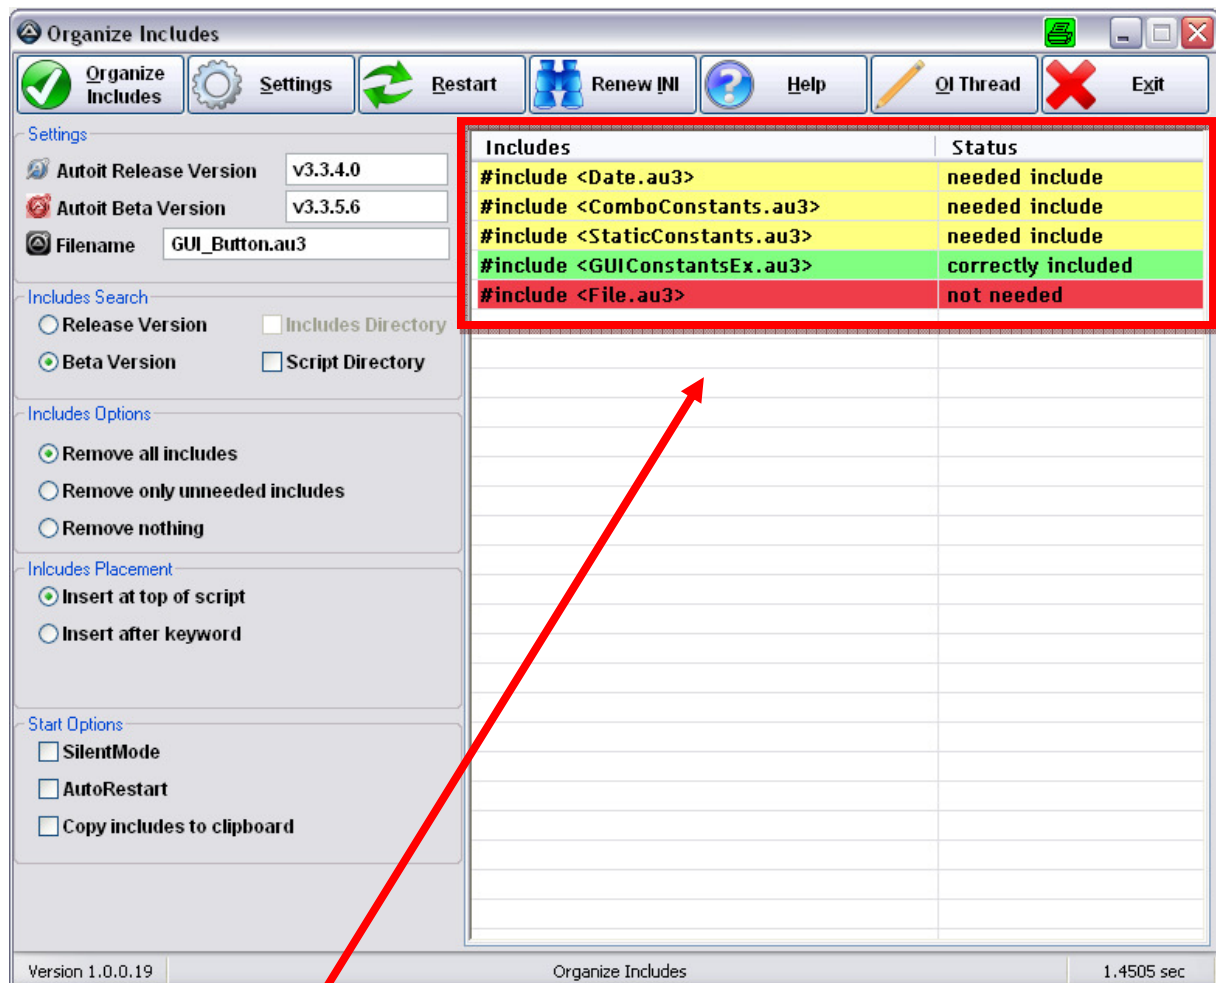 Organize Includes
Organize Includes
Settings
Restart
Renew INI
Help
OI Thread
Exit
Settings
Autoit Release Version v3.3.4.0
Autoit Beta Version v3.3.5.6
Filename GUI_Button.au3
Includes Search
Release Version Includes Directory
Beta Version Script Directory
Includes Options
Remove all includes
Remove only unneeded includes
Remove nothing
Inlcudes Placement
Insert at top of script
Insert after keyword
Start Options
SilentMode
AutoRestart
Copy includes to clipboard
Includes Status
#include <Date.au3> needed include
#include <ComboConstants.au3> needed include
#include <StaticConstants.au3> needed include
#include <GUIConstantsEx.au3> correctly included
#include <File.au3> not needed
Version 1.0.0.19 Organize Includes 1.4505 sec